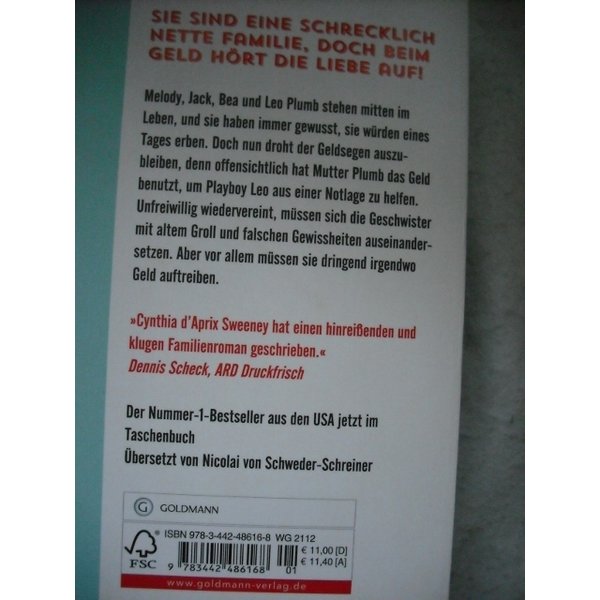 SIE SIND EINE SCHRECKLICH
NETTE FAMILIE, DOCH BEIM
GELD HÖRT DIE LIEBE AUF!
Melody, Jack, Bea und Leo Plumb stehen mitten im
Leben, und sie haben immer gewusst, sie würden eines
Tages erben. Doch nun droht der Geldsegen auszu-
bleiben, denn offensichtlich hat Mutter Plumb das Geld
benutzt, um Playboy Leo aus einer Notlage zu helfen.
Unfreiwillig wiedervereint, müssen sich die Geschwister
mit altem Groll und falschen Gewissheiten auseinander-
setzen. Aber vor allem müssen sie dringend irgendwo
Geld auftreiben.
»Cynthia d’Aprix Sweeney hat einen hinreißenden und
klugen Familienroman geschrieben.«
Dennis Scheck, ARD Druckfrisch
Der Nummer-1-Bestseller aus den USA jetzt im
Taschenbuch
Übersetzt von Nicolai von Schweder-Schreiner
G GOLDMANN
ISBN 978-3-442-48616-8 WG 2112
€ 11,00 [D]
€ 11,40 [A]
FSC
9 783442 486168 01
www.goldmann-verlag.de